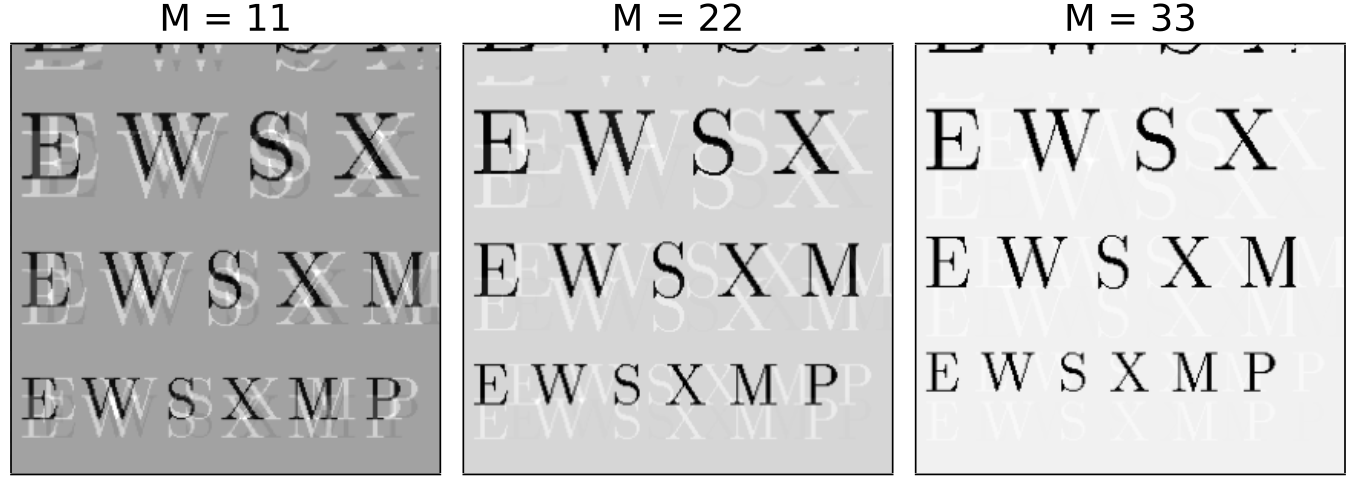 M = 11 M = 22 M = 33
E W S X E W S X E W S X
E W S X M E W S X M E W S X M
E W S X M P E W S X M P E W S X M P